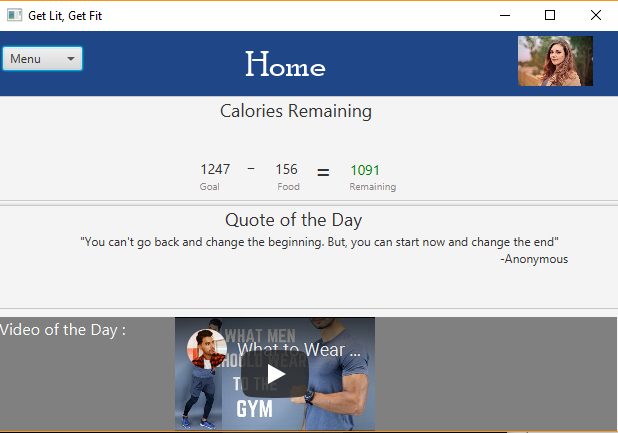 Get Lit, Get Fit
Menu
Home
Calories Remaining
1247 − 156 = 1091
Goal Food Remaining
Quote of the Day
"You can't go back and change the beginning. But, you can start now and change the end"
-Anonymous
Video of the Day :
What to Wear ...
WHAT MEN
SHOULD WEAR
TO THE
GYM